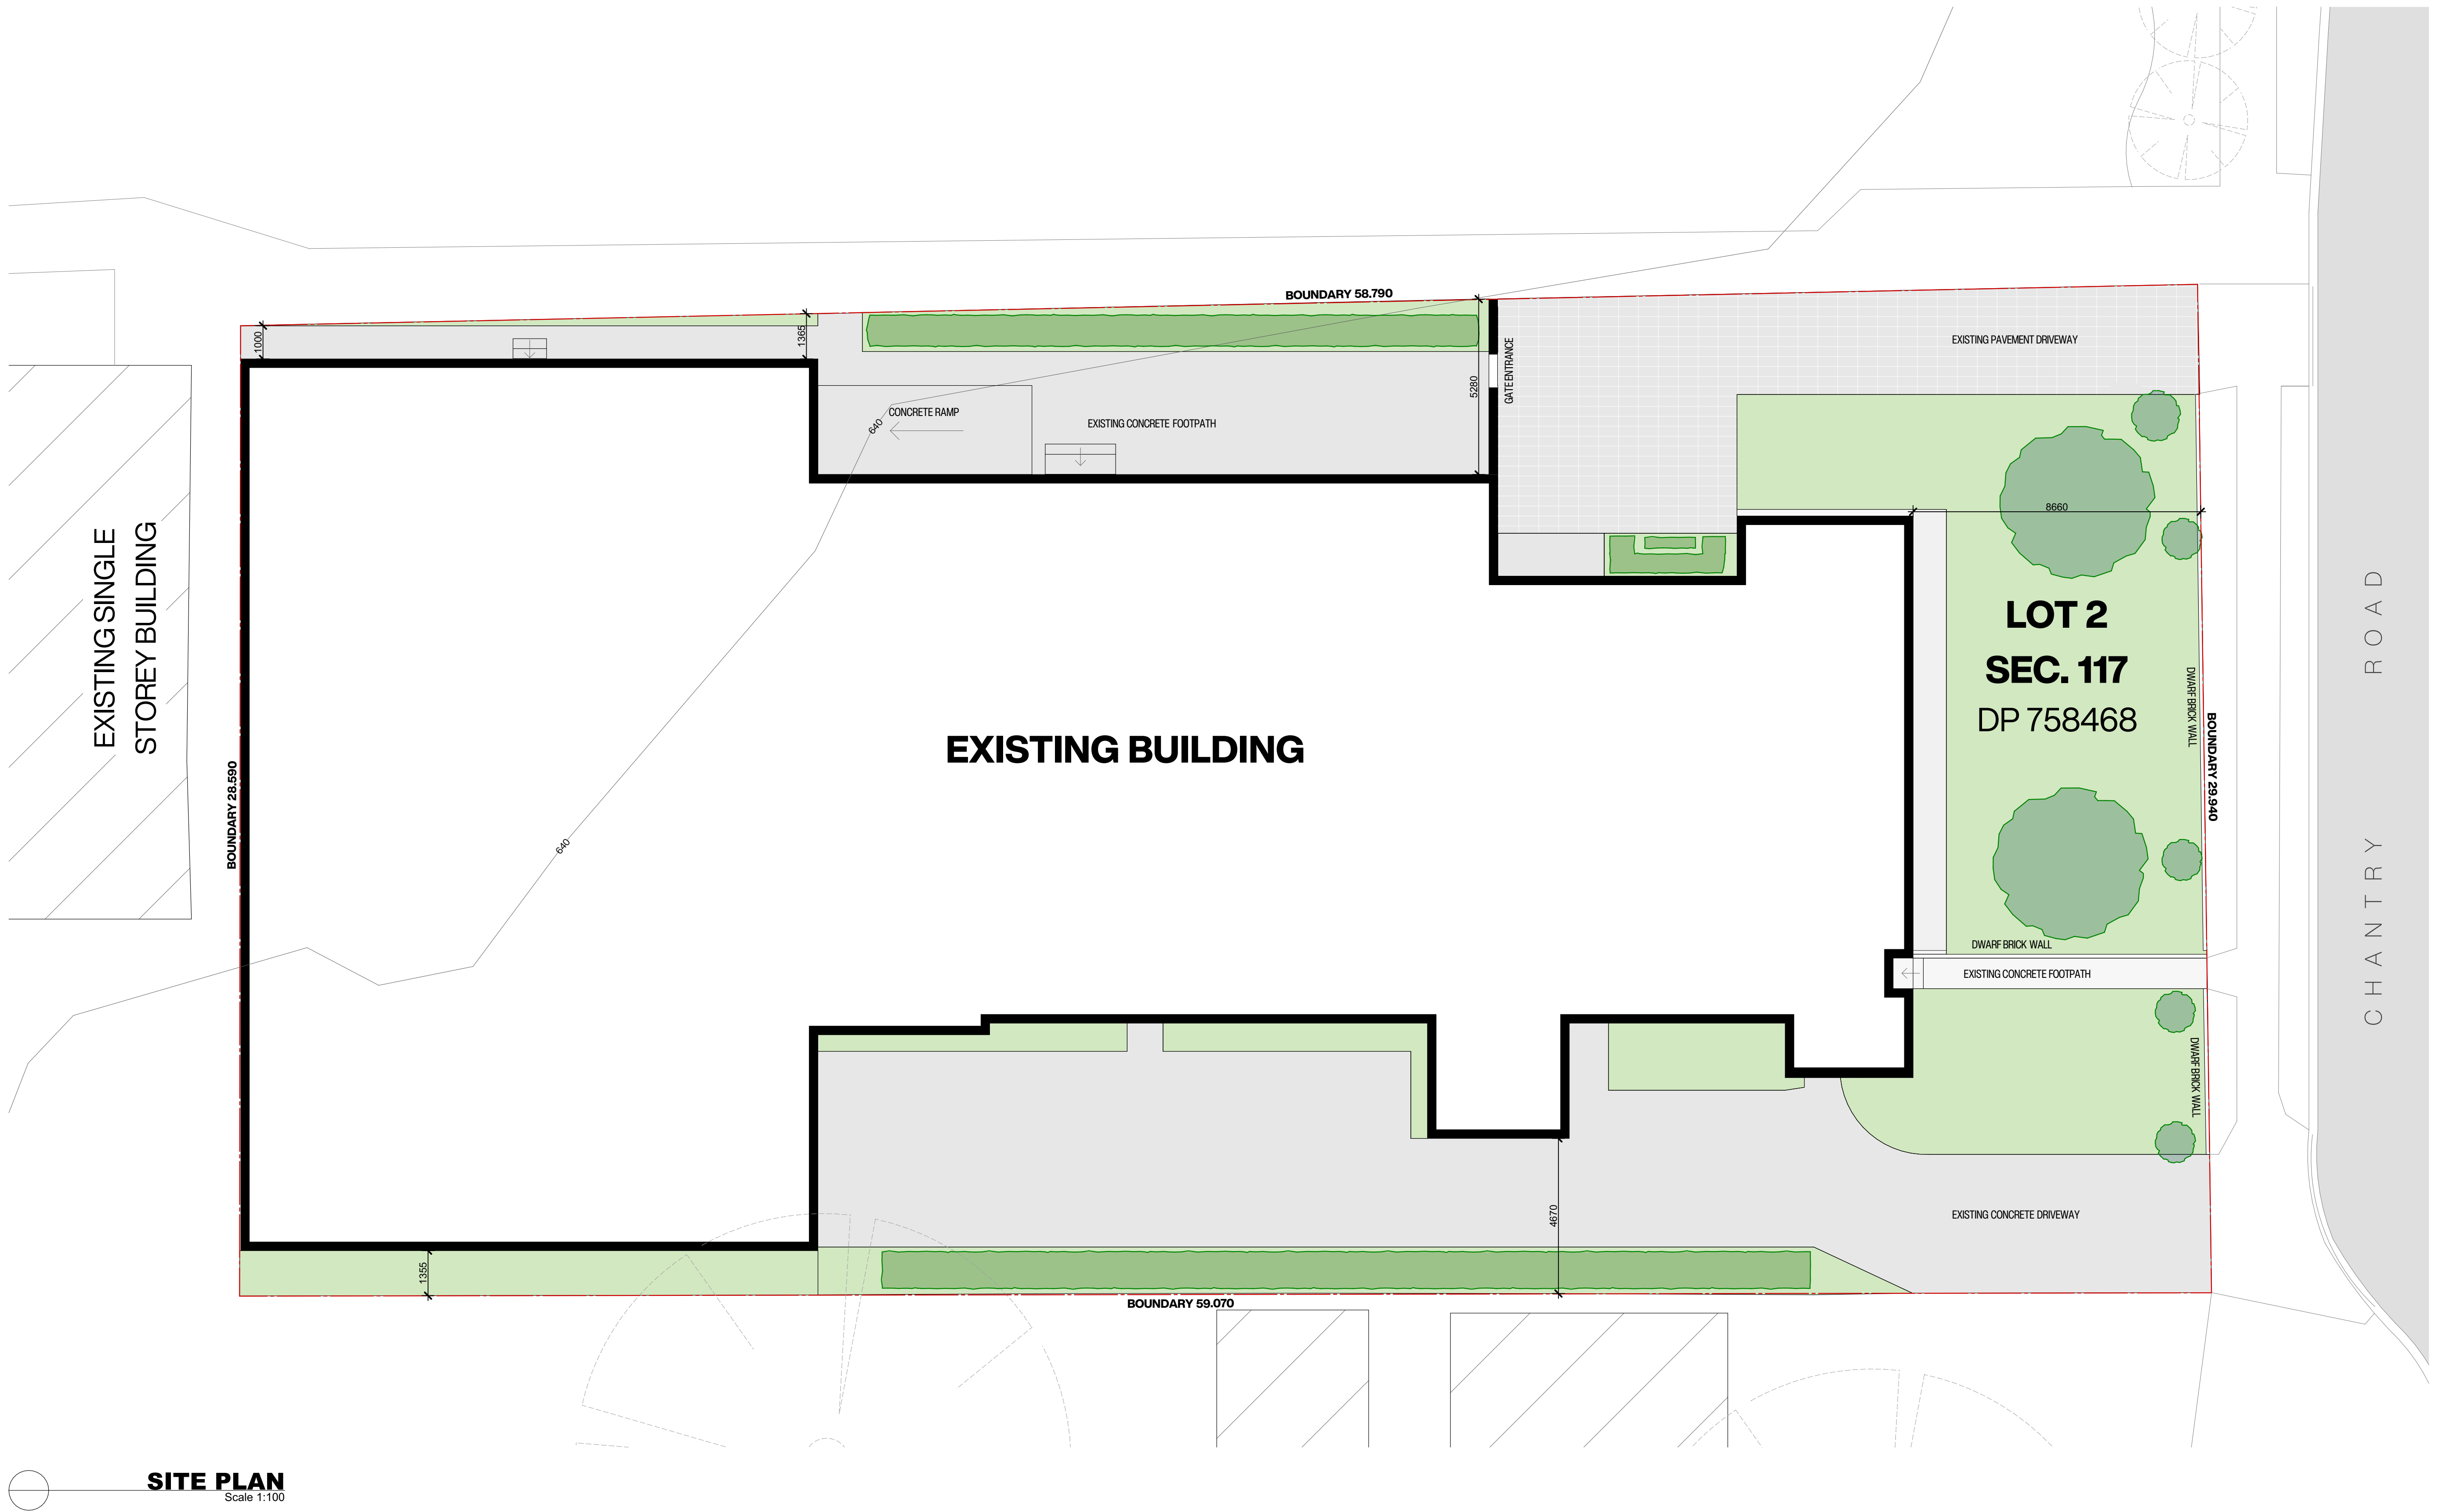 BOUNDARY 58.790
1000
1365
5280
GATE ENTRANCE
EXISTING PAVEMENT DRIVEWAY
CONCRETE RAMP
640
EXISTING CONCRETE FOOTPATH
8660
EXISTING SINGLE
STOREY BUILDING
LOT 2
SEC. 117
DP 758468
DWARF BRICK WALL
BOUNDARY 29.940
CHANTRY ROAD
EXISTING BUILDING
BOUNDARY 28.590
640
DWARF BRICK WALL
EXISTING CONCRETE FOOTPATH
DWARF BRICK WALL
4670
EXISTING CONCRETE DRIVEWAY
1355
BOUNDARY 59.070
SITE PLAN
Scale 1:100